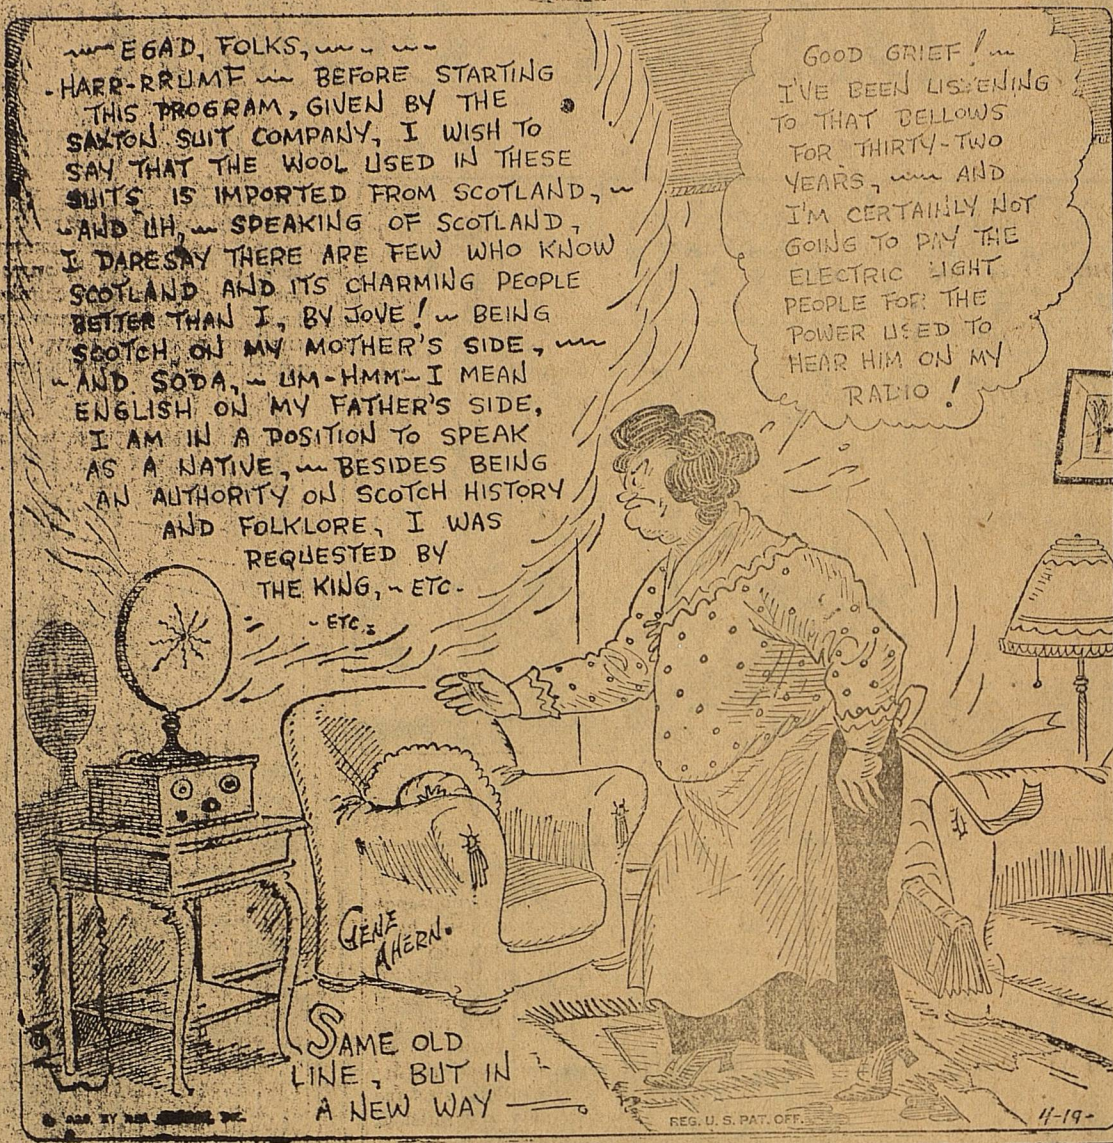 ~~ EGAD, FOLKS, ~~ ~ ~~
- HARR-RRUMF ~~ BEFORE STARTING
THIS PROGRAM, GIVEN BY THE
SAXTON SUIT COMPANY, I WISH TO
SAY THAT THE WOOL USED IN THESE
SUITS IS IMPORTED FROM SCOTLAND, ~
~ AND UH, ~ SPEAKING OF SCOTLAND,
I DARESAY THERE ARE FEW WHO KNOW
SCOTLAND AND ITS CHARMING PEOPLE
BETTER THAN I, BY JOVE! ~ BEING
SCOTCH ON MY MOTHER'S SIDE, ~~
~ AND SODA, ~ UM-HMM~ I MEAN
ENGLISH ON MY FATHER'S SIDE,
I AM IN A POSITION TO SPEAK
AS A NATIVE, ~ BESIDES BEING
AN AUTHORITY ON SCOTCH HISTORY
AND FOLKLORE, I WAS
REQUESTED BY
THE KING, ~ ETC-
- ETC.
GOOD GRIEF! ~
I'VE BEEN LISTENING
TO THAT BELLOWS
FOR THIRTY-TWO
YEARS, ~~ AND
I'M CERTAINLY NOT
GOING TO PAY THE
ELECTRIC LIGHT
PEOPLE FOR THE
POWER USED TO
HEAR HIM ON MY
RADIO!
GENE
AHERN.
SAME OLD
LINE, BUT IN
A NEW WAY —
REG. U.S. PAT. OFF.
4-19-